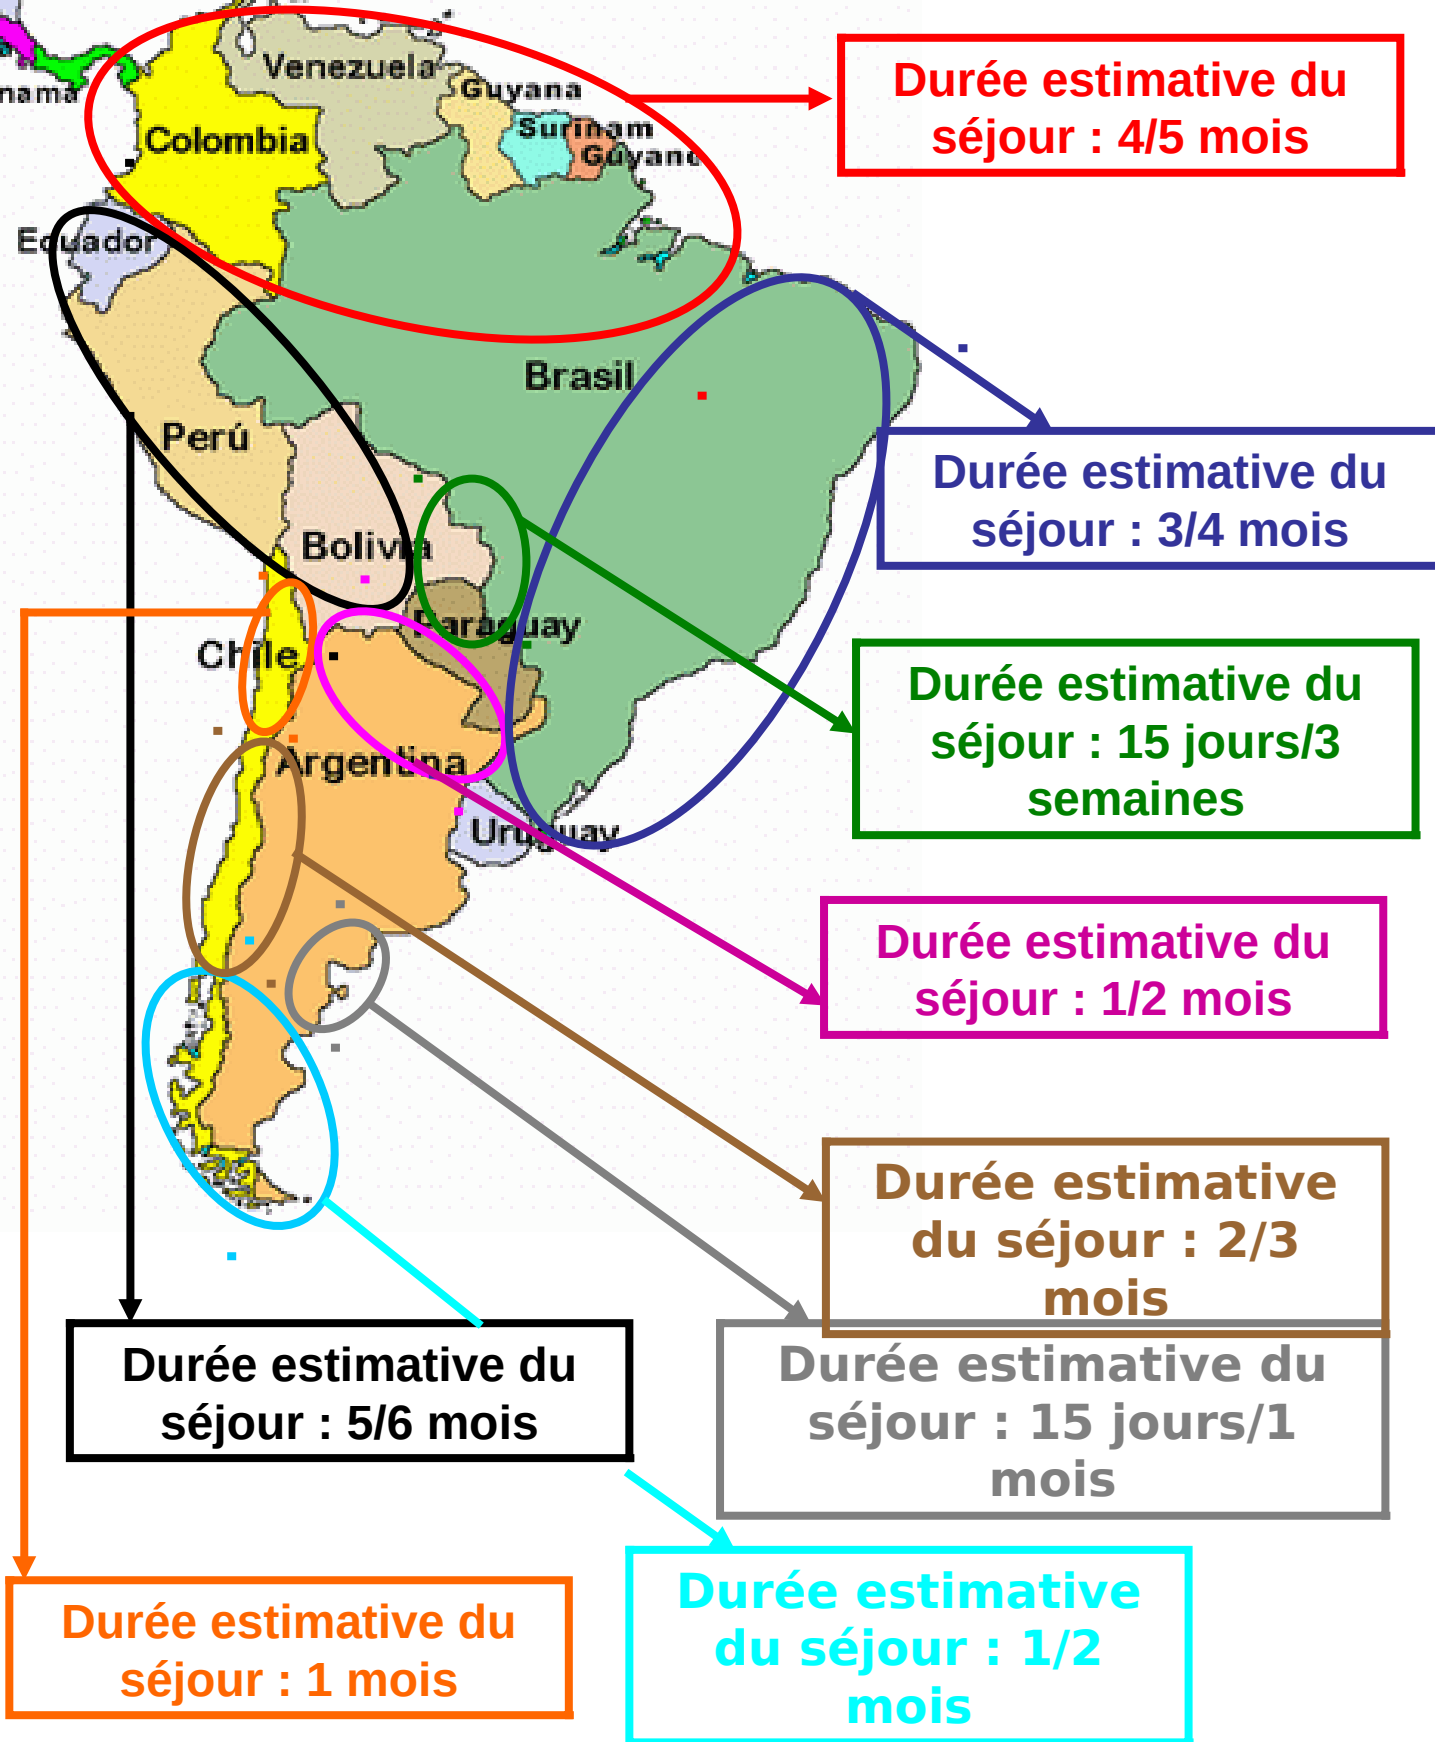 Venezuela
Guyana
nama
Surinam
Colombia
Guyane
Ecuador
Brasil
Perú
Bolivia
Paraguay
Chile
Argentina
Uruguay
Durée estimative du
séjour : 4/5 mois
Durée estimative du
séjour : 3/4 mois
Durée estimative du
séjour : 15 jours/3
semaines
Durée estimative du
séjour : 1/2 mois
Durée estimative
du séjour : 2/3
mois
Durée estimative du
séjour : 5/6 mois
Durée estimative du
séjour : 15 jours/1
mois
Durée estimative du
séjour : 1 mois
Durée estimative
du séjour : 1/2
mois